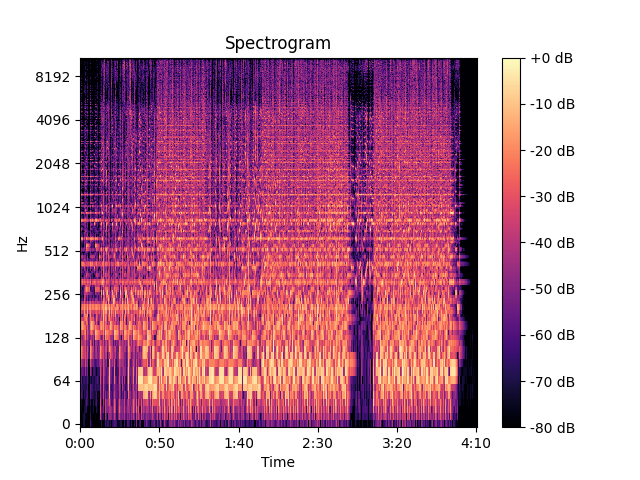 Spectrogram
Hz
8192
4096
2048
1024
512
256
128
64
0
0:00
0:50
1:40
2:30
3:20
4:10
Time
+0 dB
-10 dB
-20 dB
-30 dB
-40 dB
-50 dB
-60 dB
-70 dB
-80 dB